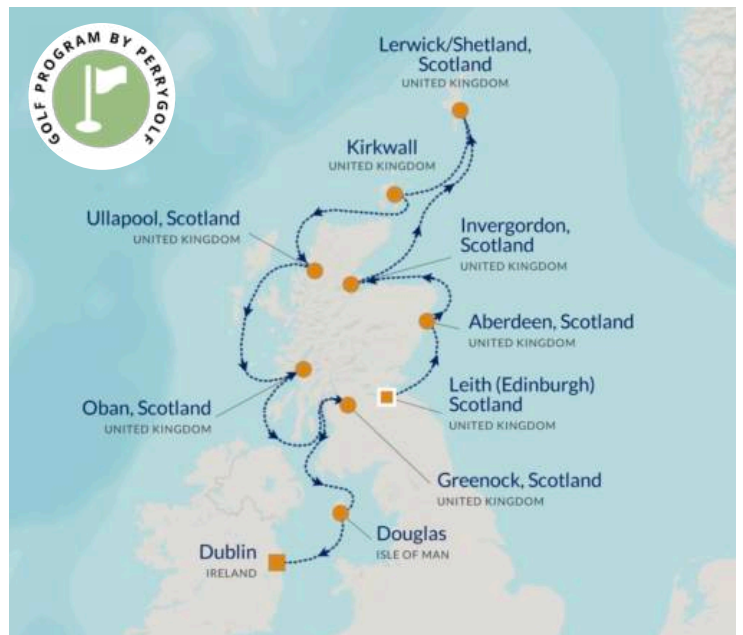 GOLF PROGRAM BY PERRYGOLF
Lerwick/Shetland,
Scotland
UNITED KINGDOM
Kirkwall
UNITED KINGDOM
Ullapool, Scotland
UNITED KINGDOM
Invergordon,
Scotland
UNITED KINGDOM
Aberdeen, Scotland
UNITED KINGDOM
Leith (Edinburgh)
Scotland
UNITED KINGDOM
Oban, Scotland
UNITED KINGDOM
Greenock, Scotland
UNITED KINGDOM
Douglas
ISLE OF MAN
Dublin
IRELAND